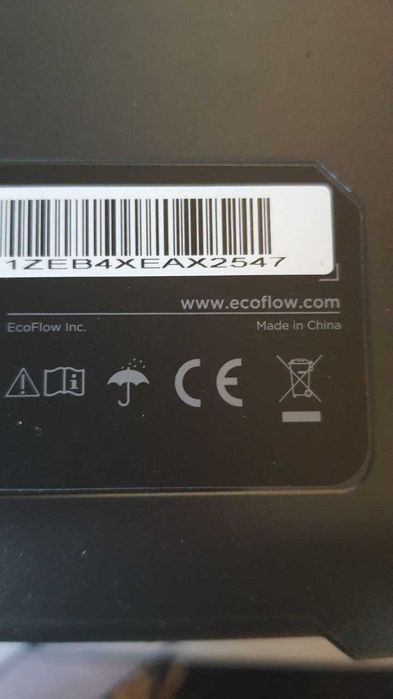 1ZEB4XEAX2547
www.ecoflow.com
EcoFlow Inc.
Made in China
CE